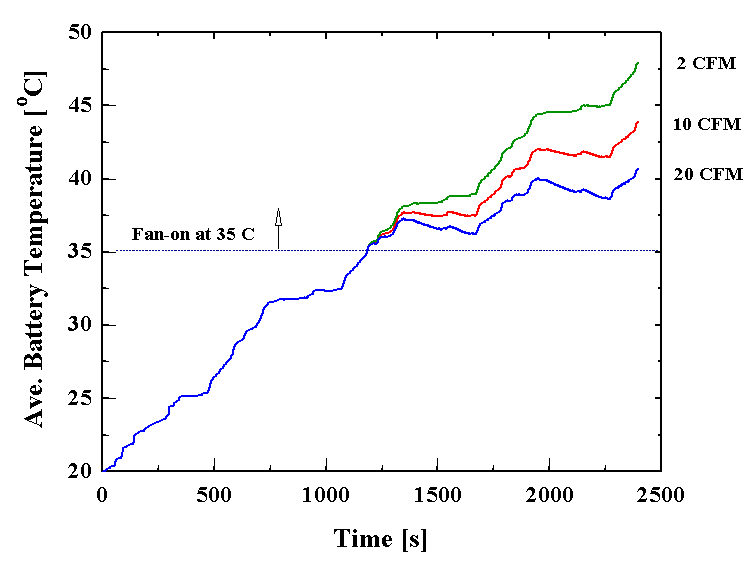 50
2 CFM
45
10 CFM
40
20 CFM
Fan-on at 35 C
35
30
25
20
Ave. Battery Temperature [°C]
0 500 1000 1500 2000 2500
Time [s]